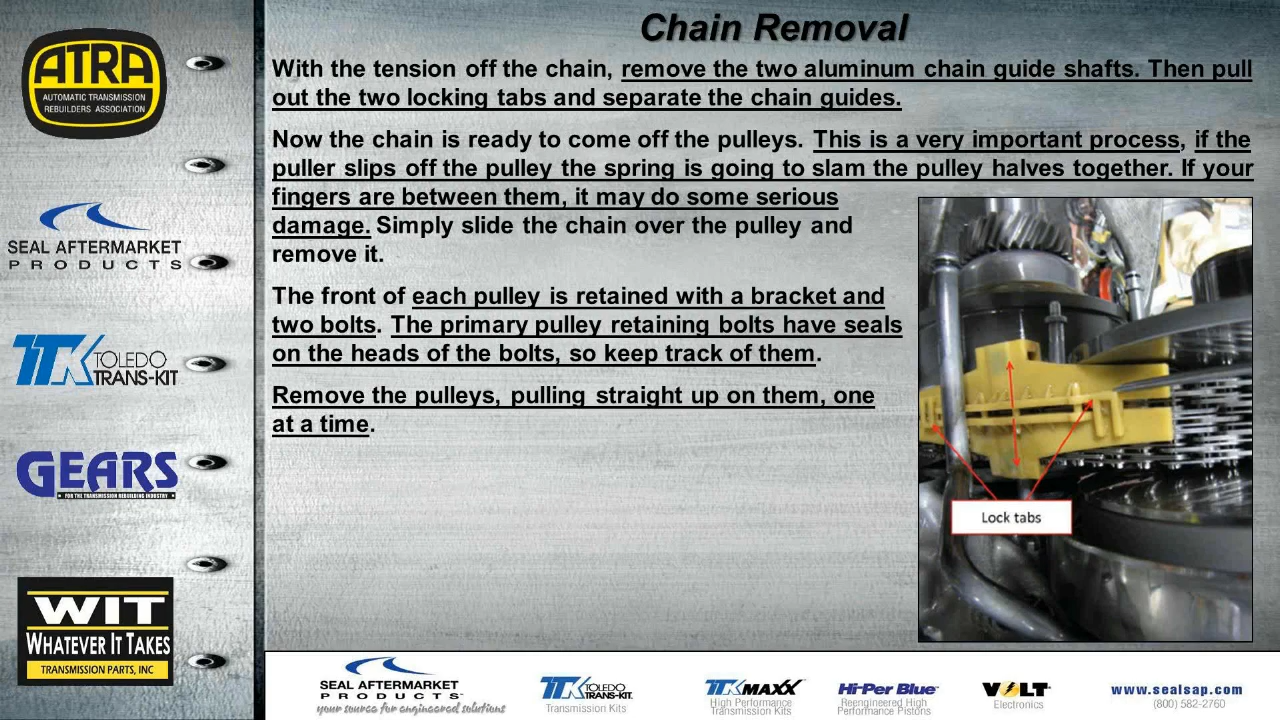 Chain Removal
With the tension off the chain, remove the two aluminum chain guide shafts. Then pull
out the two locking tabs and separate the chain guides.
Now the chain is ready to come off the pulleys. This is a very important process, if the
puller slips off the pulley the spring is going to slam the pulley halves together. If your
fingers are between them, it may do some serious
damage. Simply slide the chain over the pulley and
remove it.
The front of each pulley is retained with a bracket and
two bolts. The primary pulley retaining bolts have seals
on the heads of the bolts, so keep track of them.
Remove the pulleys, pulling straight up on them, one
at a time.
Lock tabs
ATRA
AUTOMATIC TRANSMISSION
REBUILDERS ASSOCIATION
SEAL AFTERMARKET
PRODUCTS
TTK TOLEDO
TRANS-KIT
GEARS
FOR THE TRANSMISSION REBUILDING INDUSTRY
WIT
WHATEVER IT TAKES
TRANSMISSION PARTS, INC
SEAL AFTERMARKET
PRODUCTS
your source for engineered solutions
TTK TOLEDO
TRANS-KIT
Transmission Kits
TTK MAXX
High Performance
Transmission Kits
Hi-Per Blue
Reengineered High
Performance Pistons
VOLT
Electronics
www.sealsap.com
(800) 582-2760